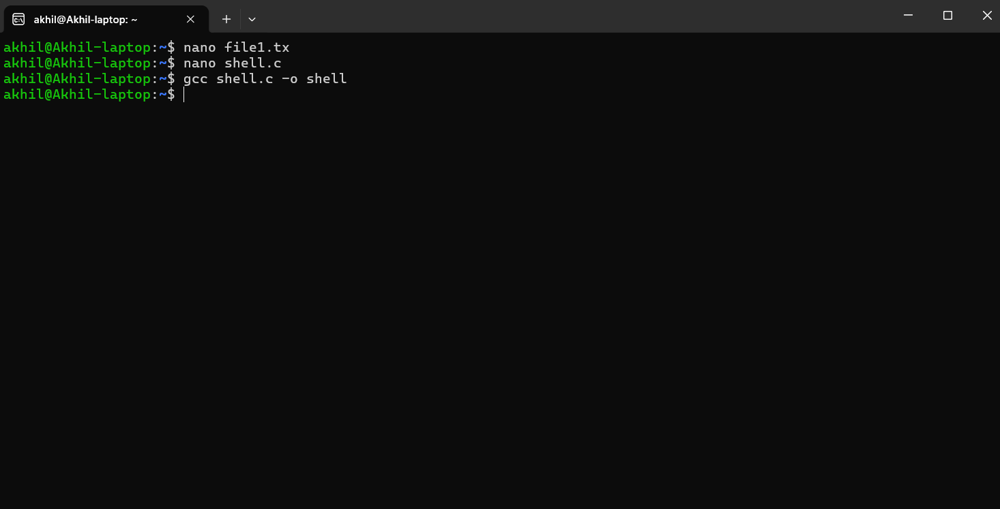 akhil@Akhil-laptop: ~
akhil@Akhil-laptop:~$ nano file1.tx
akhil@Akhil-laptop:~$ nano shell.c
akhil@Akhil-laptop:~$ gcc shell.c -o shell
akhil@Akhil-laptop:~$